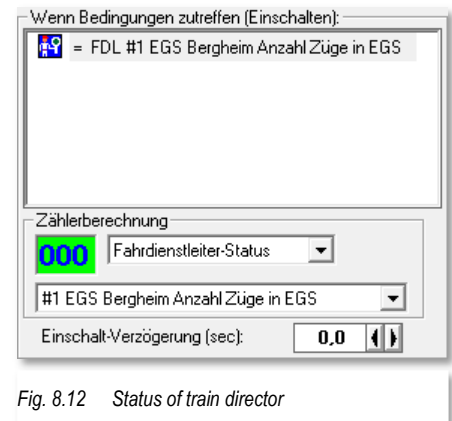 Wenn Bedingungen zutreffen (Einschalten):
= FDL #1 EGS Bergheim Anzahl Züge in EGS
Zählerberechnung
000 Fahrdienstleiter-Status
#1 EGS Bergheim Anzahl Züge in EGS
Einschalt-Verzögerung (sec): 0,0
Fig. 8.12 Status of train director